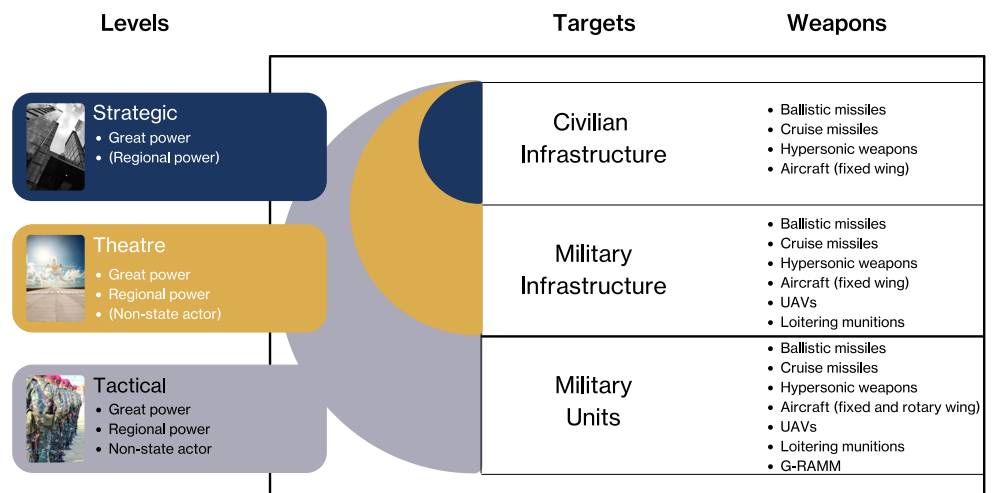 Levels
Targets
Weapons
Strategic
• Great power
• (Regional power)
Civilian
Infrastructure
• Ballistic missiles
• Cruise missiles
• Hypersonic weapons
• Aircraft (fixed wing)
Theatre
• Great power
• Regional power
• (Non-state actor)
Military
Infrastructure
• Ballistic missiles
• Cruise missiles
• Hypersonic weapons
• Aircraft (fixed wing)
• UAVs
• Loitering munitions
Tactical
• Great power
• Regional power
• Non-state actor
Military
Units
• Ballistic missiles
• Cruise missiles
• Hypersonic weapons
• Aircraft (fixed and rotary wing)
• UAVs
• Loitering munitions
• G-RAMM